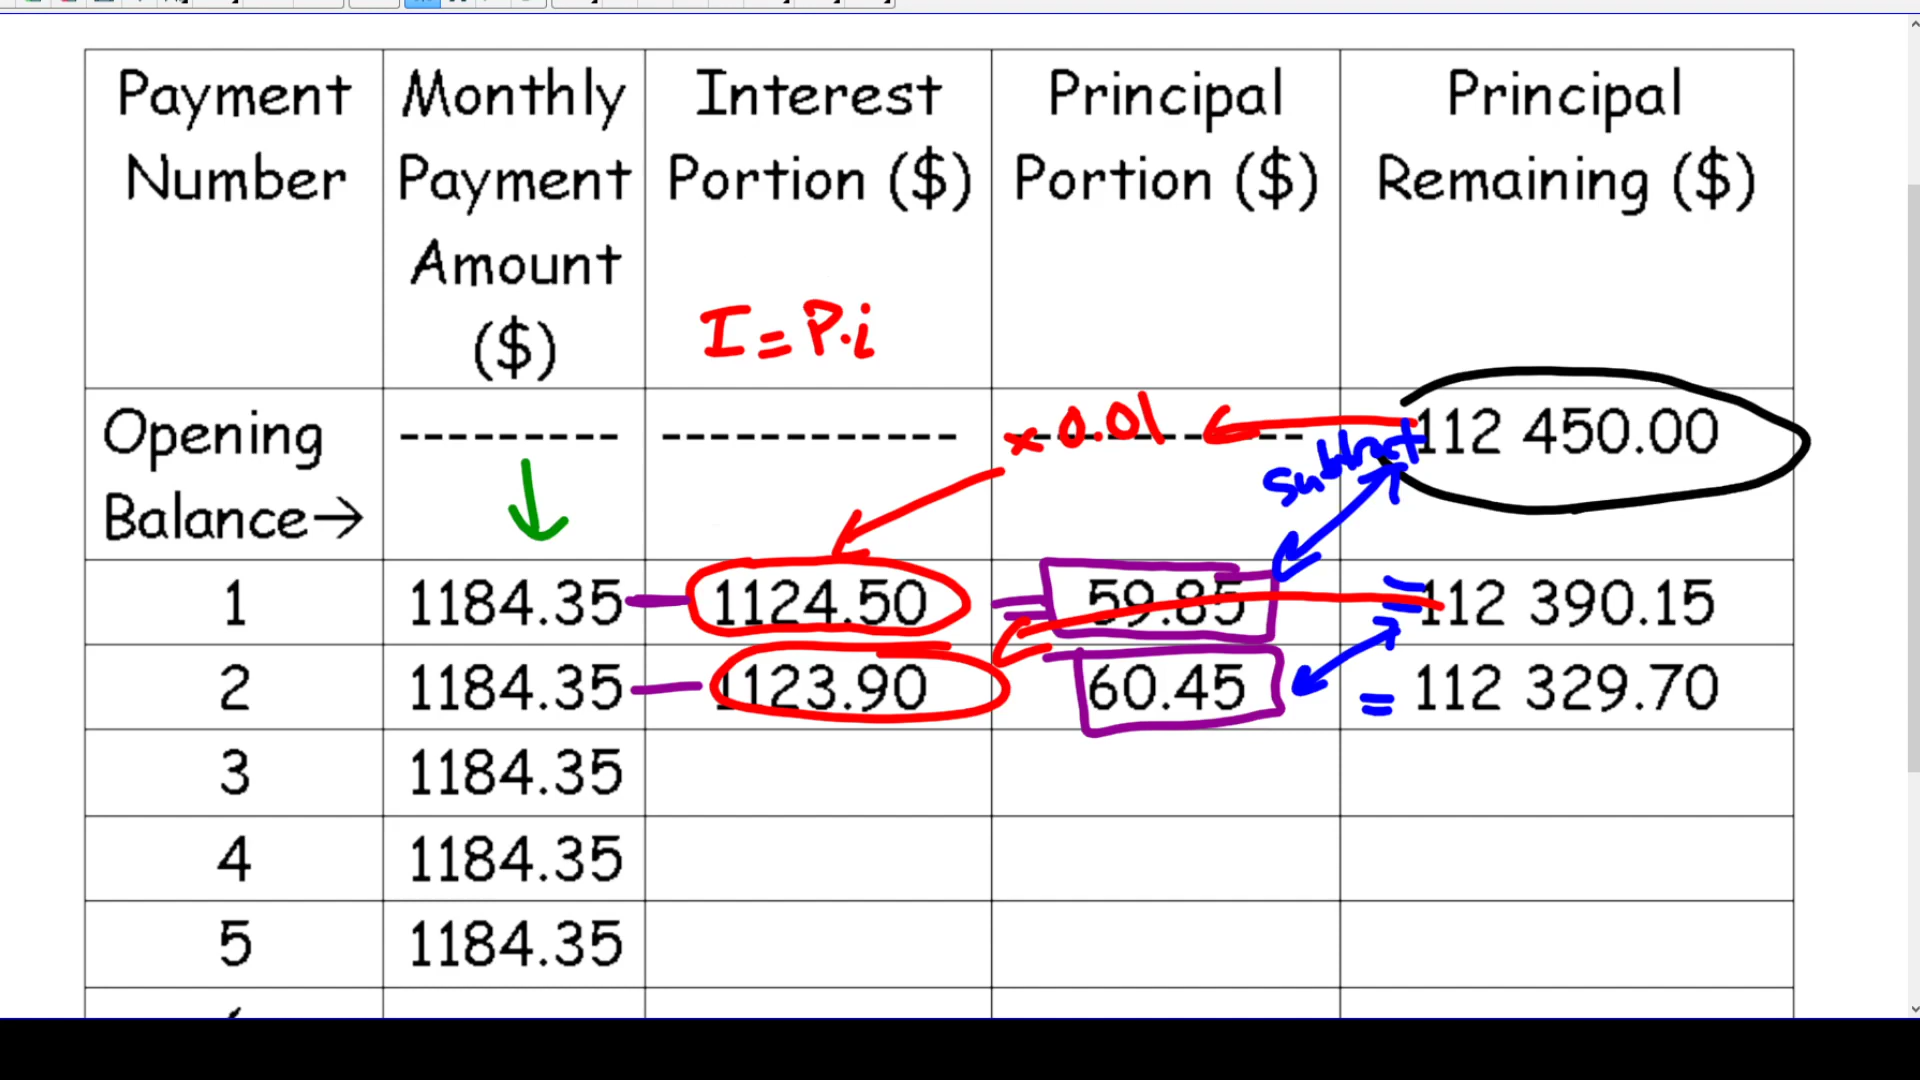 Payment Number
Monthly Payment Amount ($)
Interest Portion ($)
Principal Portion ($)
Principal Remaining ($)
I = P·i
Opening Balance→ --------- ------------ × 0.01 ------------ 112 450.00
subtract
1 1184.35 – 1124.50 = 59.85 = 112 390.15
2 1184.35 – 1123.90 60.45 = 112 329.70
3 1184.35
4 1184.35
5 1184.35